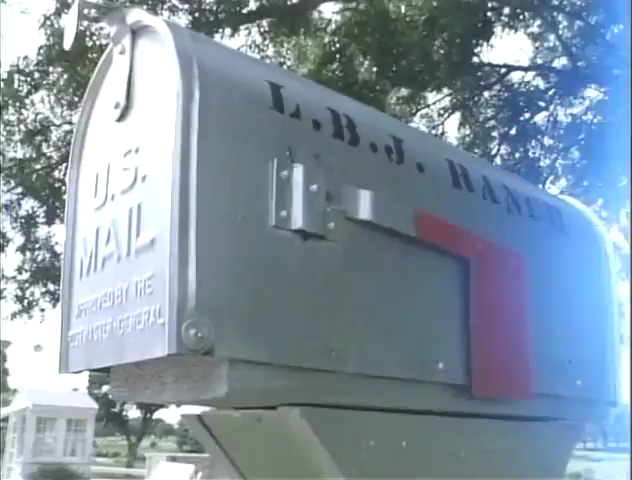 L.B.J. RANCH
U.S.
MAIL
APPROVED BY THE
POSTMASTER-GENERAL